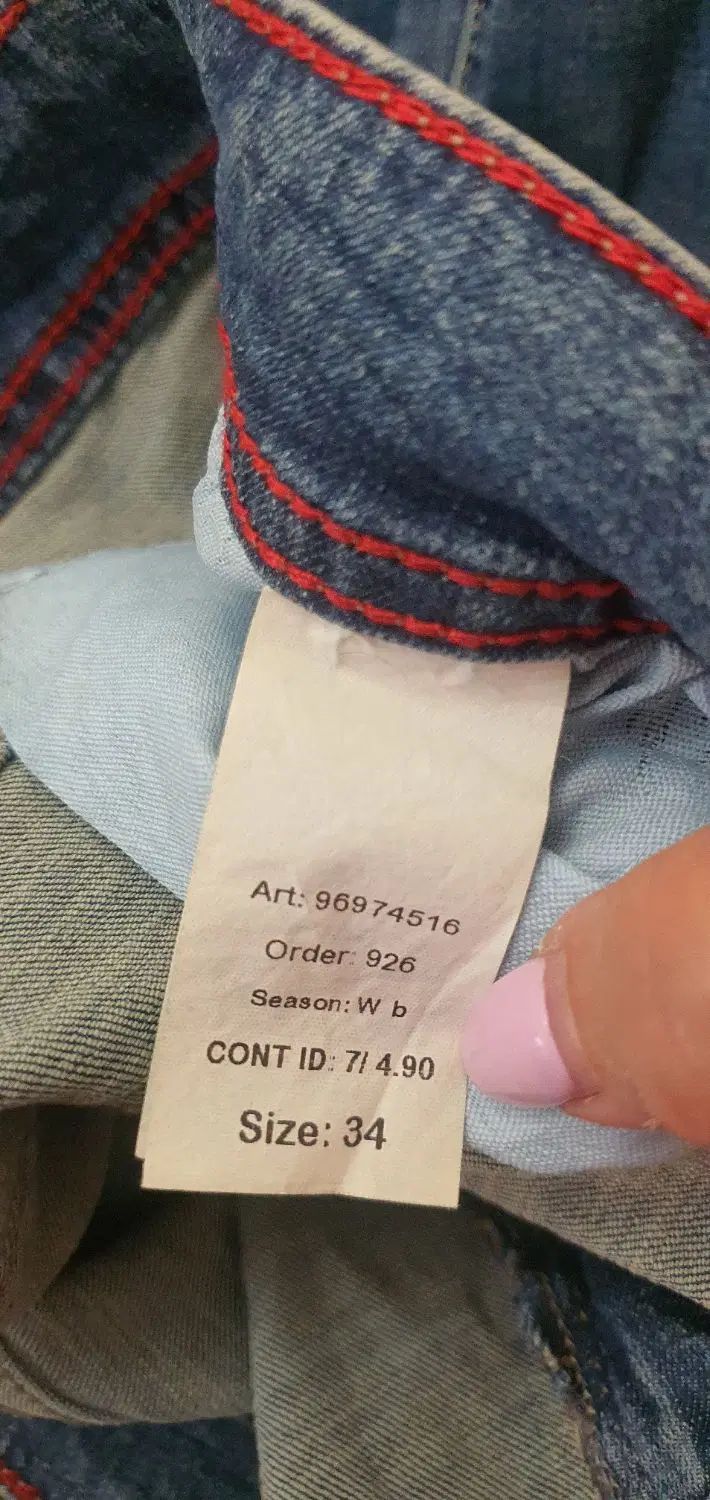 Art: 96974516
Order: 926
Season: W b
CONT ID: 7/ 4.90
Size: 34